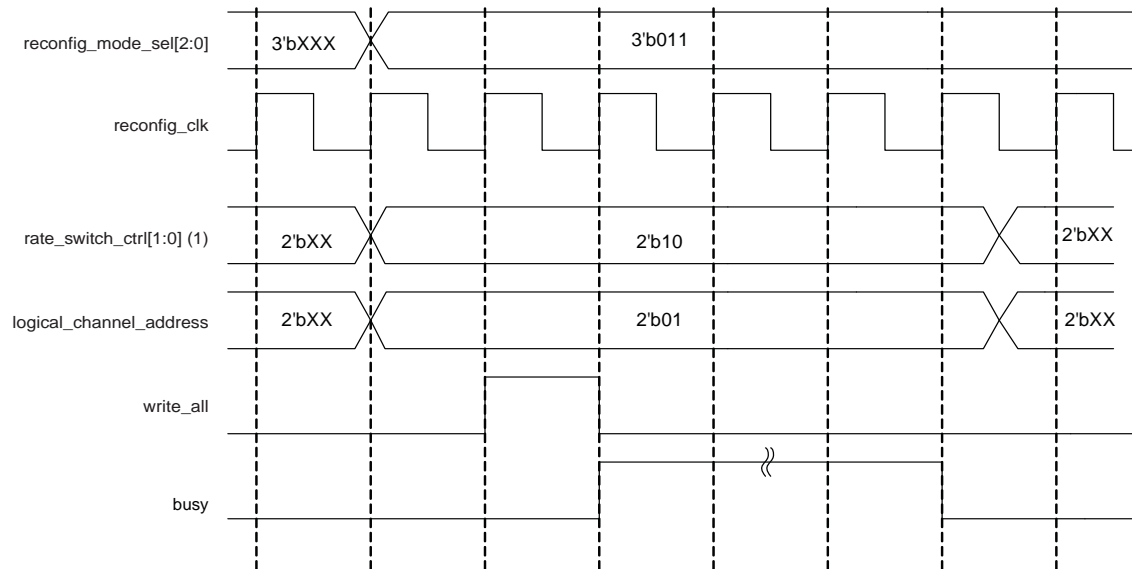 reconfig_mode_sel[2:0]
3'bXXX
3'b011
reconfig_clk
rate_switch_ctrl[1:0] (1)
2'bXX
2'b10
2'bXX
logical_channel_address
2'bXX
2'b01
2'bXX
write_all
busy